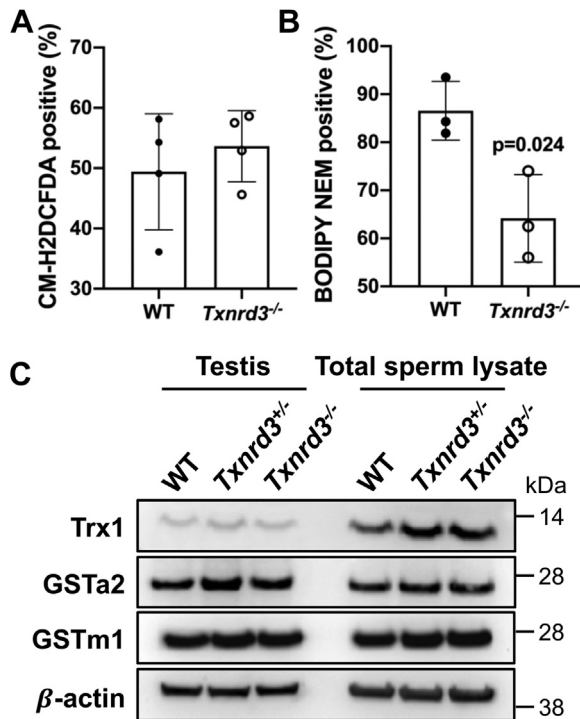 A
CM-H2DCFDA positive (%)
70
60
50
40
30
WT
Txnrd3-/-
B
BODIPY NEM positive (%)
100
90
80
70
60
50
p=0.024
WT
Txnrd3-/-
C
Testis
Total sperm lysate
WT
Txnrd3+/-
Txnrd3-/-
WT
Txnrd3+/-
Txnrd3-/-
kDa
Trx1
14
GSTa2
28
GSTm1
28
β-actin
38